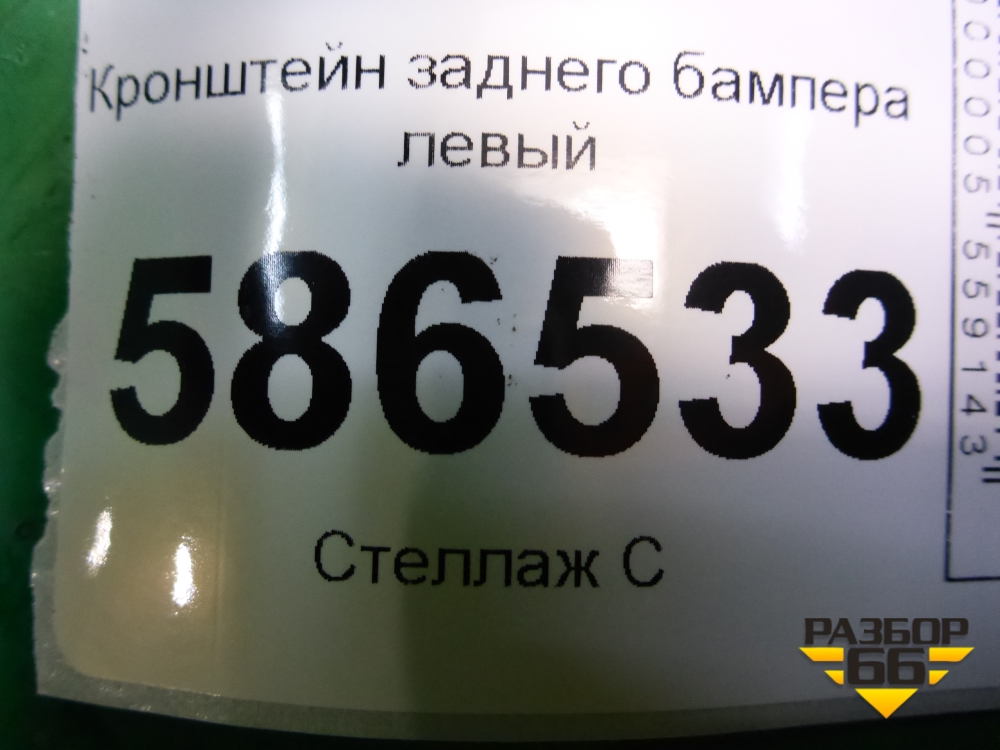 Кронштейн заднего бампера
левый
586533
Стеллаж С
РАЗБОР
66